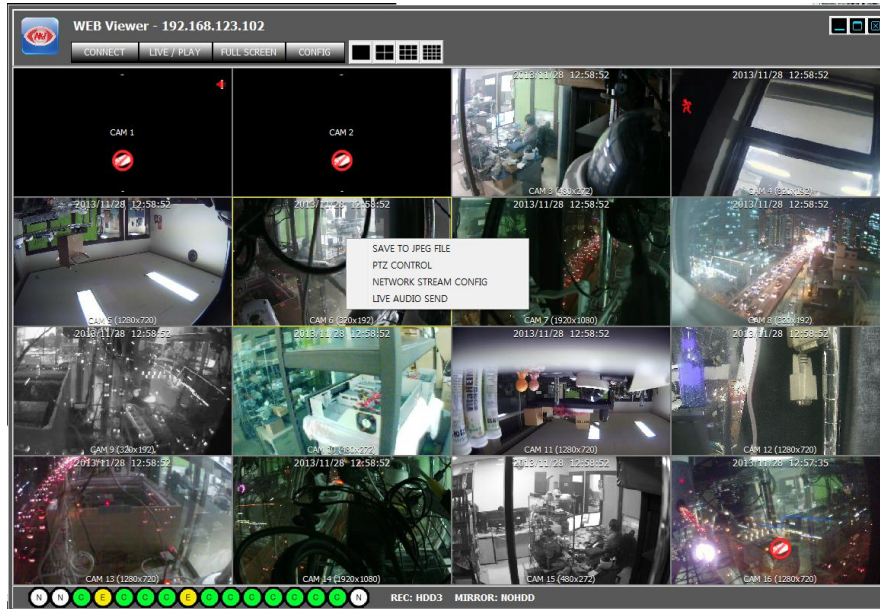 WEB Viewer - 192.168.123.102
CONNECT LIVE / PLAY FULL SCREEN CONFIG
-
-
2013/11/28 12:58:52
2013/11/28 12:58:52
CAM 1
CAM 2
-
-
CAM 3 (480x272)
CAM 4 (320x192)
2013/11/28 12:58:52
2013/11/28 12:58:52
2013/11/28 12:58:52
2013/11/28 12:58:52
SAVE TO JPEG FILE
PTZ CONTROL
NETWORK STREAM CONFIG
LIVE AUDIO SEND
CAM 5 (1280x720)
CAM 6 (320x192)
CAM 7 (1920x1080)
CAM 8 (320x192)
2013/11/28 12:58:52
2013/11/28 12:58:52
2013/11/28 12:58:52
2013/11/28 12:58:52
CAM 9 (320x192)
CAM 10 (480x272)
CAM 11 (1280x720)
CAM 12 (1280x720)
2013/11/28 12:58:52
2013/11/28 12:58:52
2013/11/28 12:58:52
2013/11/28 12:57:35
CAM 13 (1280x720)
CAM 14 (1920x1080)
CAM 15 (480x272)
CAM 16 (1280x720)
N N C E C C C E C C C C C C C N REC: HDD3 MIRROR: NOHDD